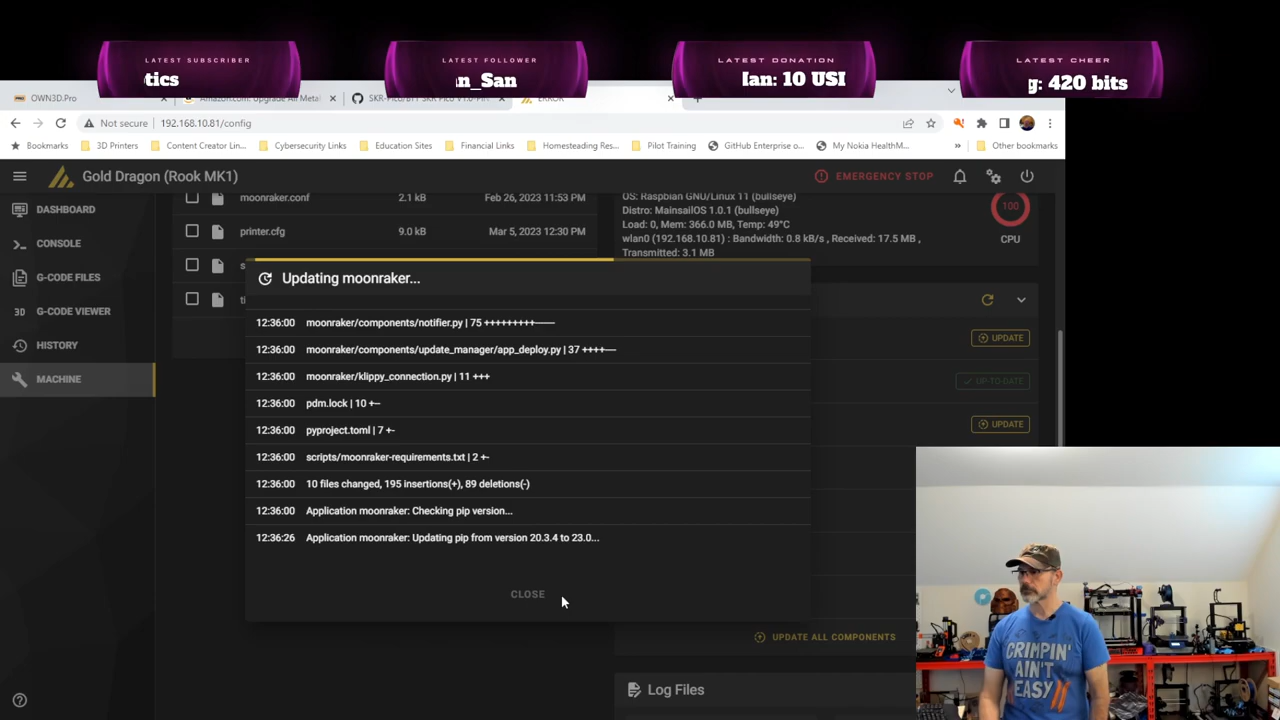 LATEST SUBSCRIBER
tics
LATEST FOLLOWER
n_San
LATEST DONATION
Ian: 10 USI
LATEST CHEER
g: 420 bits
OWN3D.Pro
Amazon.com: Upgrade All Metal
ERROR
Not secure | 192.168.10.81/config
Bookmarks
3D Printers
Content Creator Lin...
Cybersecurity Links
Education Sites
Financial Links
Homesteading Res...
Pilot Training
GitHub Enterprise o...
My Nokia HealthM...
»
Other bookmarks
Gold Dragon (Rook MK1)
EMERGENCY STOP
DASHBOARD
CONSOLE
G-CODE FILES
3D G-CODE VIEWER
HISTORY
MACHINE
moonraker.conf 2.1 kB Feb 26, 2023 11:53 PM
printer.cfg 9.0 kB Mar 5, 2023 12:30 PM
s
ti
OS: Raspbian GNU/Linux 11 (bullseye)
Distro: MainsailOS 1.0.1 (bullseye)
Load: 0, Mem: 366.0 MB, Temp: 49°C
wlan0 (192.168.10.81) : Bandwidth: 0.8 kB/s , Received: 17.5 MB ,
Transmitted: 3.1 MB
100
CPU
Updating moonraker...
12:36:00 moonraker/components/notifier.py | 75 +++++++++-----
12:36:00 moonraker/components/update_manager/app_deploy.py | 37 ++++---
12:36:00 moonraker/klippy_connection.py | 11 +++
12:36:00 pdm.lock | 10 +-
12:36:00 pyproject.toml | 7 +-
12:36:00 scripts/moonraker-requirements.txt | 2 +-
12:36:00 10 files changed, 195 insertions(+), 89 deletions(-)
12:36:00 Application moonraker: Checking pip version...
12:36:26 Application moonraker: Updating pip from version 20.3.4 to 23.0...
CLOSE
UPDATE
UP-TO-DATE
UPDATE
UPDATE ALL COMPONENTS
Log Files
CRIMPIN'
AIN'T
EASY